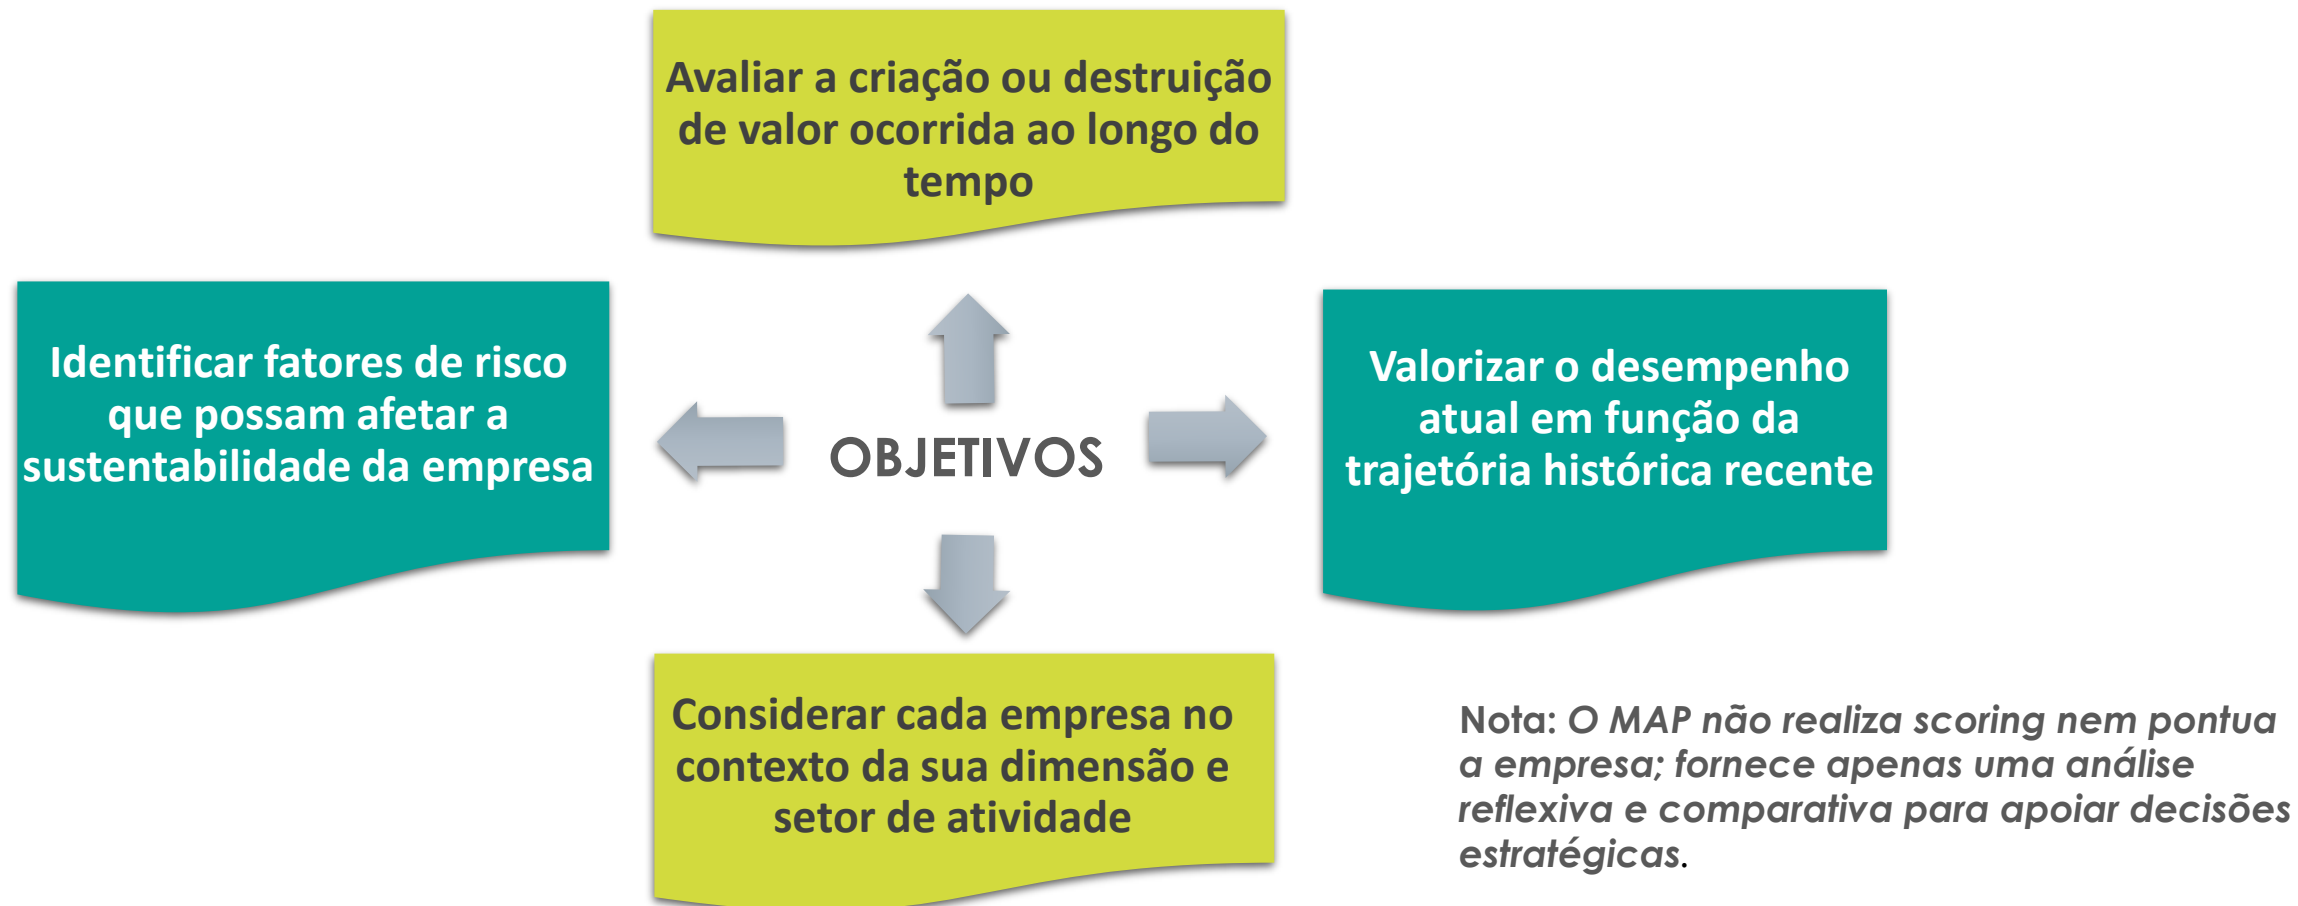 Avaliar a criação ou destruição
de valor ocorrida ao longo do
tempo
Identificar fatores de risco
que possam afetar a
sustentabilidade da empresa
OBJETIVOS
Valorizar o desempenho
atual em função da
trajetória histórica recente
Considerar cada empresa no
contexto da sua dimensão e
setor de atividade
Nota: O MAP não realiza scoring nem pontua
a empresa; fornece apenas uma análise
reflexiva e comparativa para apoiar decisões
estratégicas.